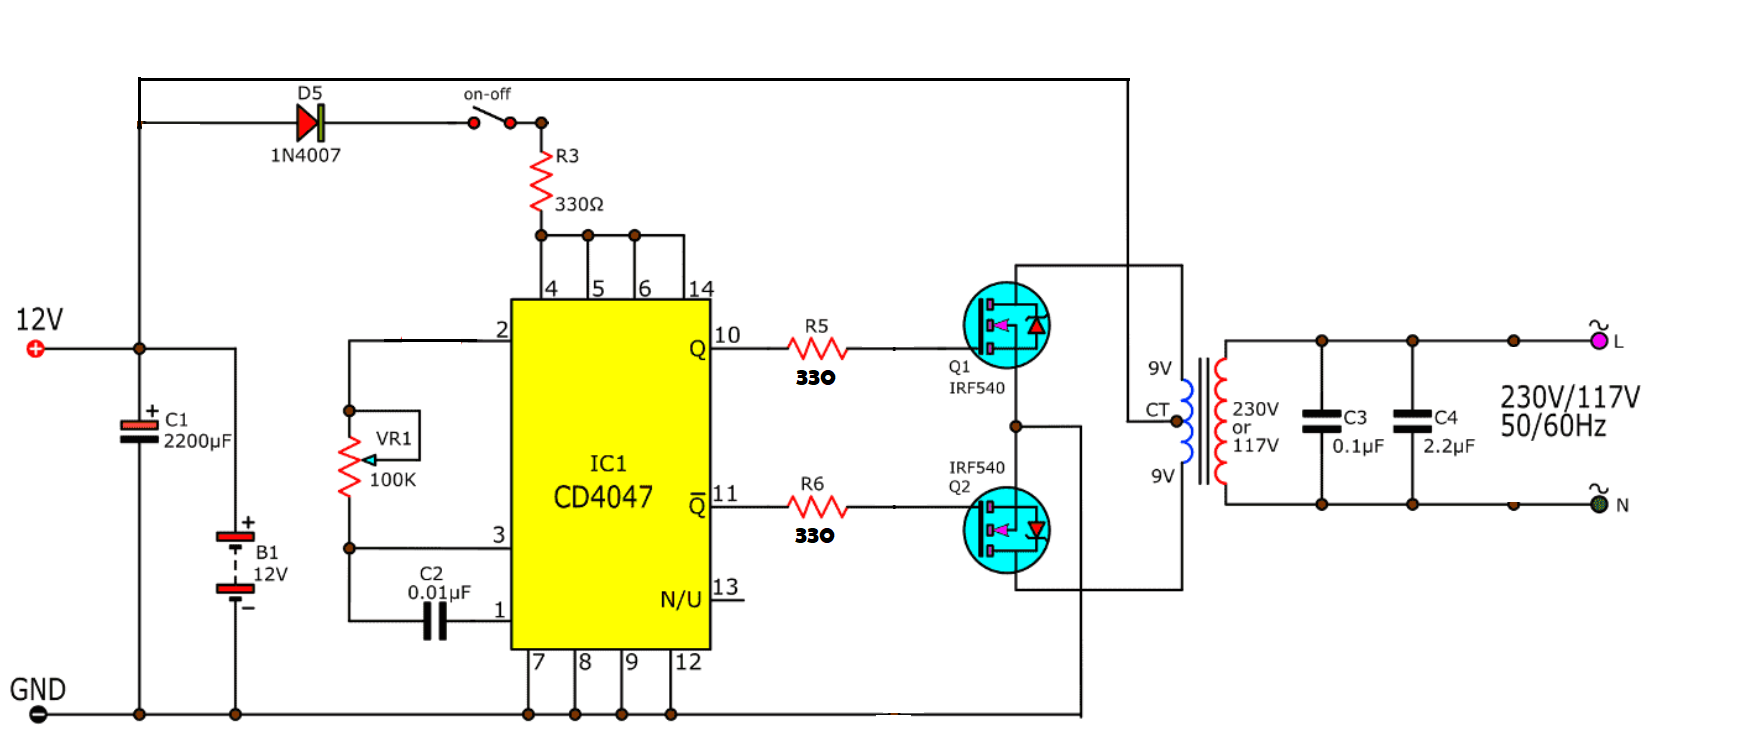 D5
1N4007
on-off
R3
330Ω
12V
+
C1
2200µF
+
B1
12V
−
GND
4 5 6 14
2
VR1
100K
3
C2
0.01µF
1
IC1
CD4047
Q 10
Q̅ 11
N/U 13
7 8 9 12
R5
330
R6
330
Q1
IRF540
IRF540
Q2
9V
CT
9V
230V
or
117V
C3
0.1µF
C4
2.2µF
~
L
230V/117V
50/60Hz
~
N